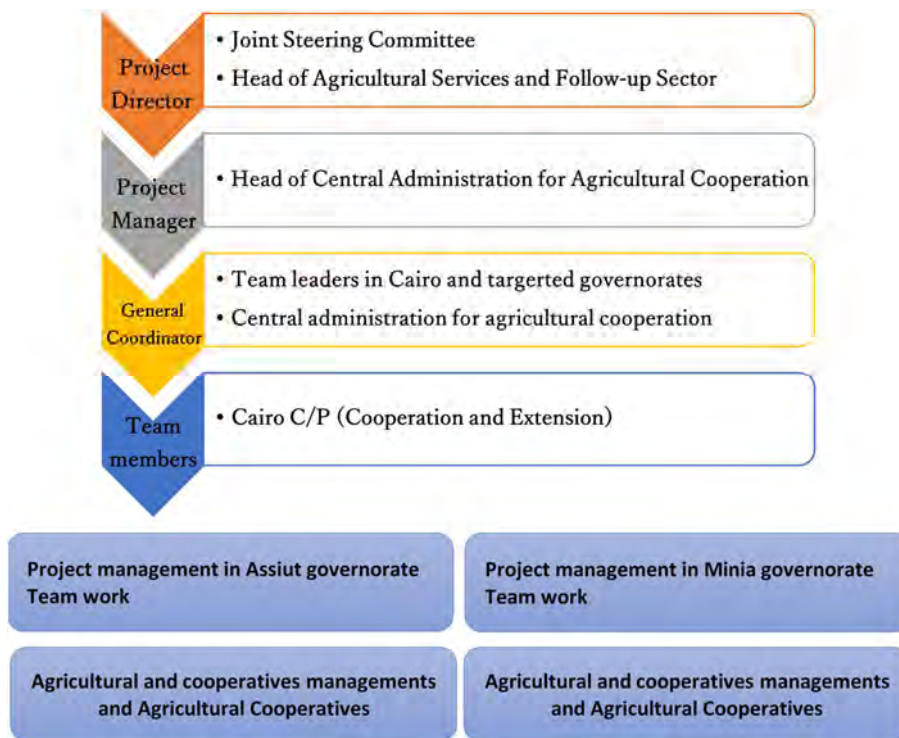 Project
Director
• Joint Steering Committee
• Head of Agricultural Services and Follow-up Sector
Project
Manager
• Head of Central Administration for Agricultural Cooperation
General
Coordinator
• Team leaders in Cairo and targerted governorates
• Central administration for agricultural cooperation
Team
members
• Cairo C/P (Cooperation and Extension)
Project management in Assiut governorate
Team work
Project management in Minia governorate
Team work
Agricultural and cooperatives managements
and Agricultural Cooperatives
Agricultural and cooperatives managements
and Agricultural Cooperatives